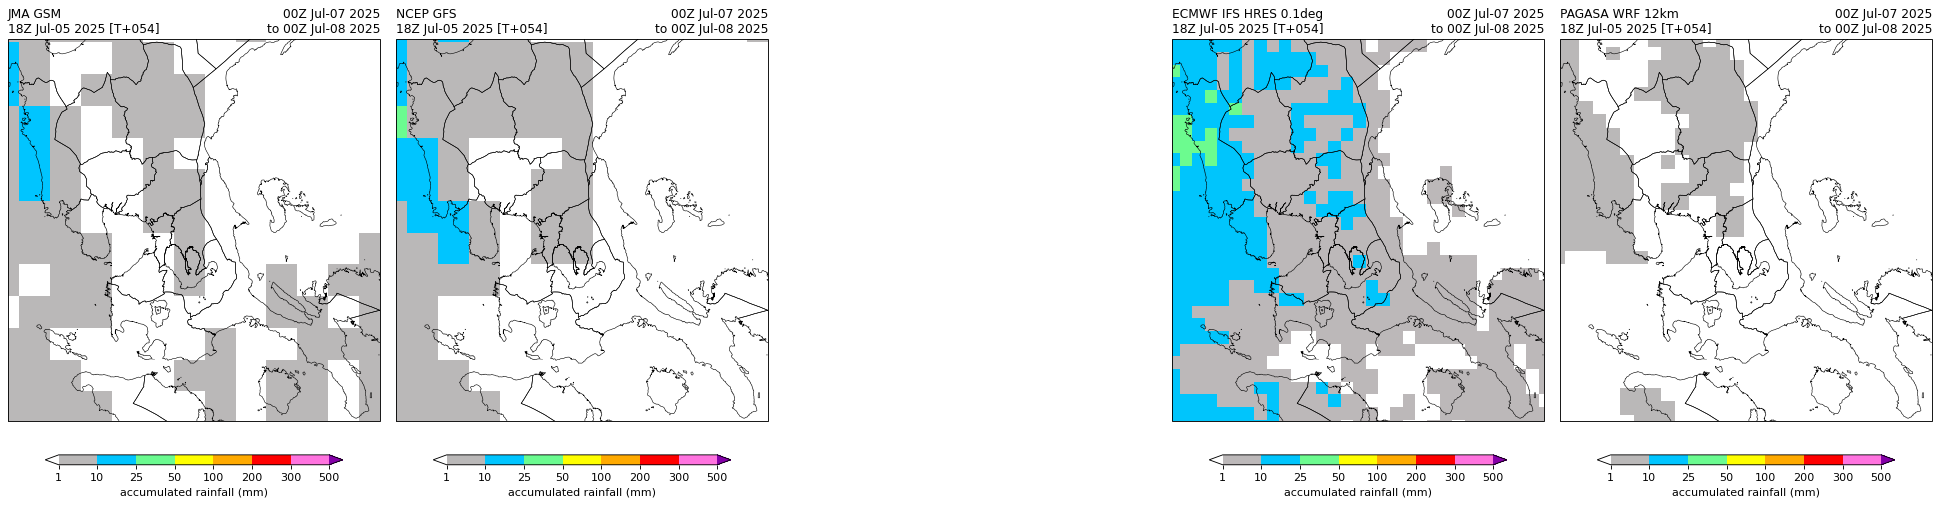 JMA GSM 00Z Jul-07 2025
18Z Jul-05 2025 [T+054] to 00Z Jul-08 2025
1 10 25 50 100 200 300 500
accumulated rainfall (mm)
NCEP GFS 00Z Jul-07 2025
18Z Jul-05 2025 [T+054] to 00Z Jul-08 2025
1 10 25 50 100 200 300 500
accumulated rainfall (mm)
ECMWF IFS HRES 0.1deg 00Z Jul-07 2025
18Z Jul-05 2025 [T+054] to 00Z Jul-08 2025
1 10 25 50 100 200 300 500
accumulated rainfall (mm)
PAGASA WRF 12km 00Z Jul-07 2025
18Z Jul-05 2025 [T+054] to 00Z Jul-08 2025
1 10 25 50 100 200 300 500
accumulated rainfall (mm)